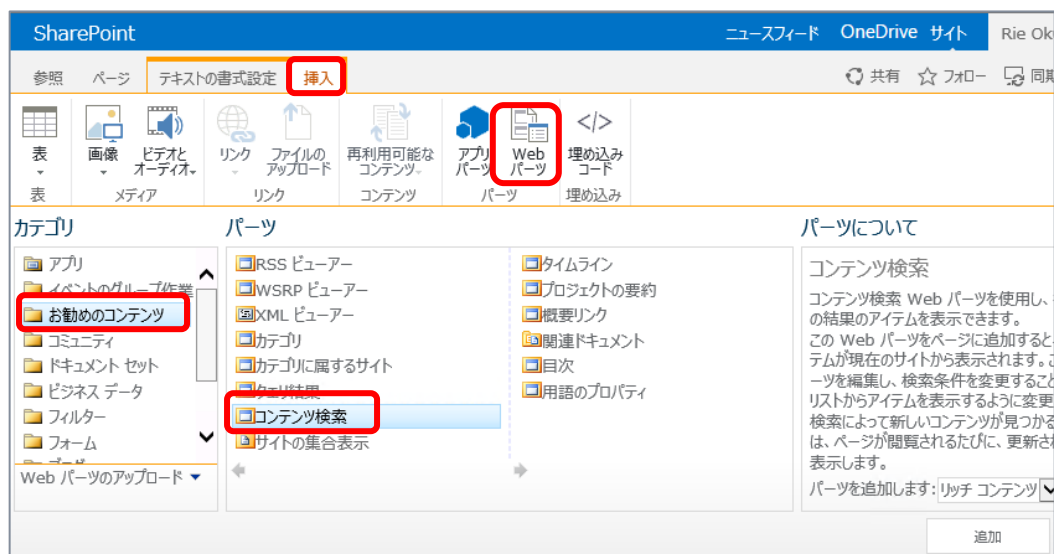 SharePoint
ニュースフィード OneDrive サイト Rie Ok
参照 ページ テキストの書式設定 挿入 共有 フォロー 同期
表 画像 ビデオと オーディオ リンク ファイルの アップロード 再利用可能な コンテンツ アプリ パーツ Web パーツ </> 埋め込み コード
表 メディア リンク コンテンツ パーツ 埋め込み
カテゴリ
アプリ
イベントのグループ作業
お勧めのコンテンツ
コミュニティ
ドキュメント セット
ビジネス データ
フィルター
フォーム
Web パーツのアップロード
パーツ
RSS ビューアー
WSRP ビューアー
XML ビューアー
カテゴリ
カテゴリに属するサイト
クエリ結果
コンテンツ検索
サイトの集合表示
タイムライン
プロジェクトの要約
概要リンク
関連ドキュメント
目次
用語のプロパティ
パーツについて
コンテンツ検索
コンテンツ検索 Web パーツを使用し、
の結果のアイテムを表示できます。
この Web パーツをページに追加すると
テムが現在のサイトから表示されます。
ーツを編集し、検索条件を変更すること
リストからアイテムを表示するように変更
検索によって新しいコンテンツが見つかる
は、ページが閲覧されるたびに、更新さ
表示します。
パーツを追加します: リッチ コンテンツ
追加